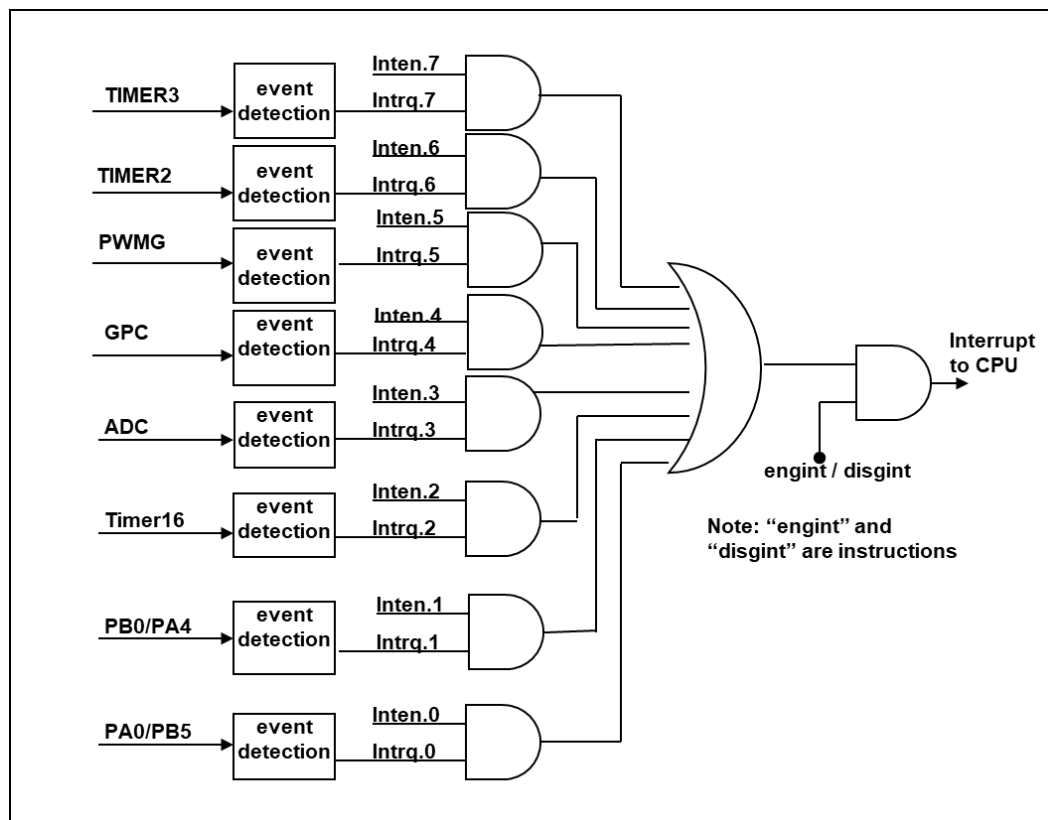 TIMER3
event
detection
Inten.7
Intrq.7
TIMER2
event
detection
Inten.6
Intrq.6
PWMG
event
detection
Inten.5
Intrq.5
GPC
event
detection
Inten.4
Intrq.4
ADC
event
detection
Inten.3
Intrq.3
Timer16
event
detection
Inten.2
Intrq.2
PB0/PA4
event
detection
Inten.1
Intrq.1
PA0/PB5
event
detection
Inten.0
Intrq.0
Interrupt
to CPU
engint / disgint
Note: “engint” and
“disgint” are instructions